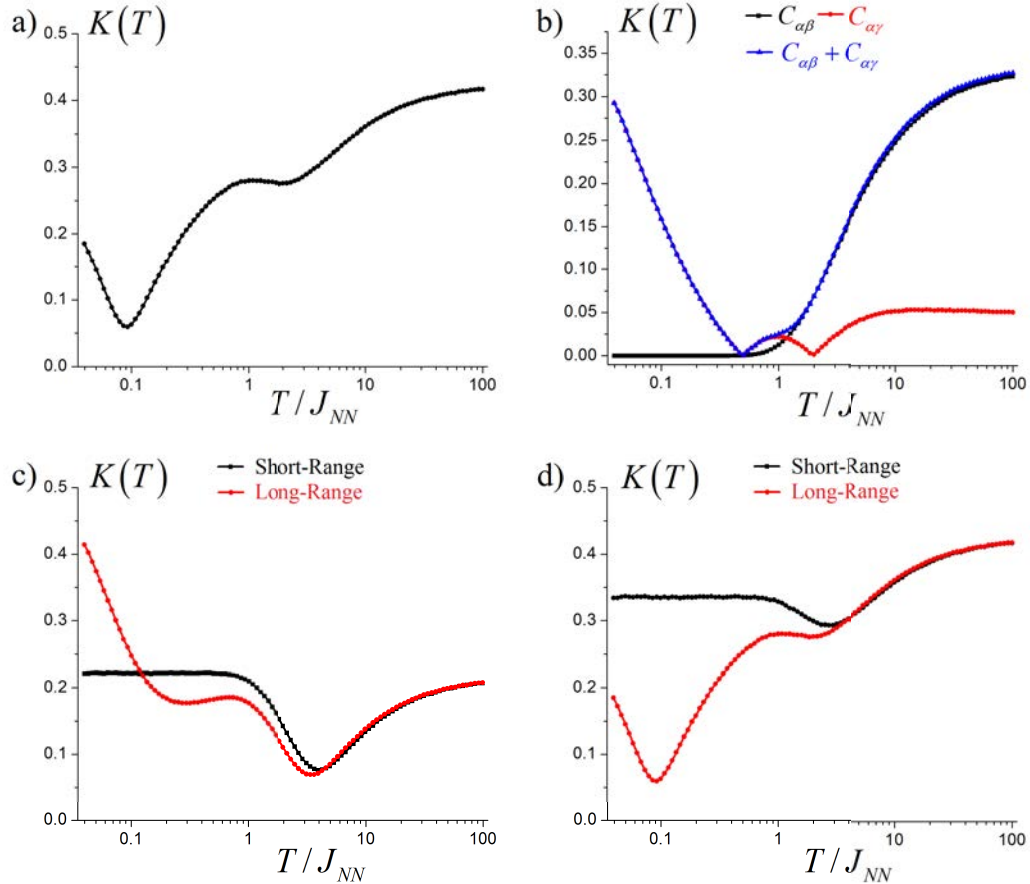 a) K(T)
0.5
0.4
0.3
0.2
0.1
0.0
0.1 1 10 100
T / J_NN
b) K(T)
C_αβ C_αγ
C_αβ + C_αγ
0.35
0.30
0.25
0.20
0.15
0.10
0.05
0.00
0.1 1 10 100
T / J_NN
c) K(T)
Short-Range
Long-Range
0.5
0.4
0.3
0.2
0.1
0.0
0.1 1 10 100
T / J_NN
d) K(T)
Short-Range
Long-Range
0.5
0.4
0.3
0.2
0.1
0.0
0.1 1 10 100
T / J_NN